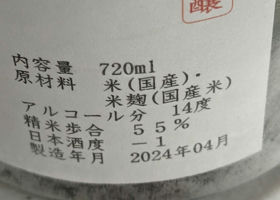 醸
内容量 720ml
原材料 米(国産)・
米麹(国産米)
アルコール分 14度
精米歩合 55%
日本酒度 −1
製造年月 2024年04月